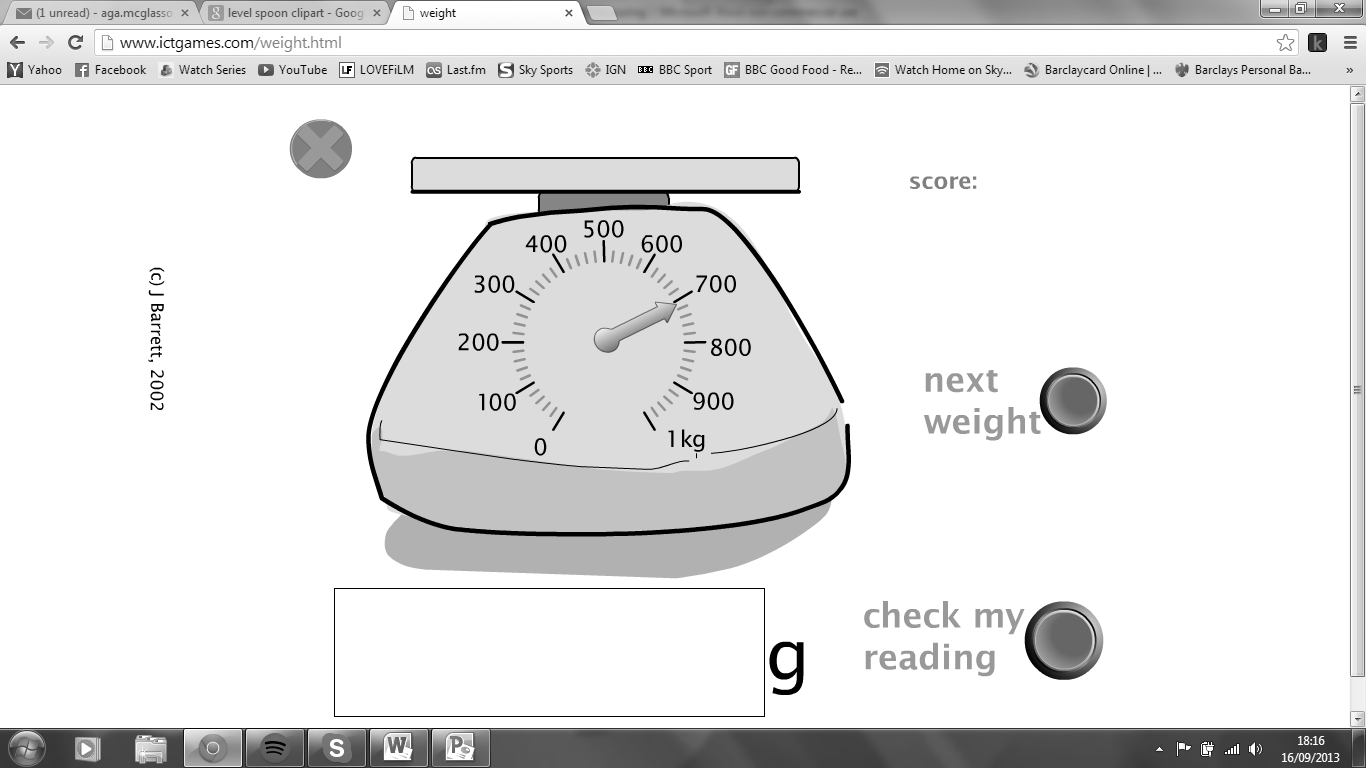 (1 unread) - aga.mcglasso
level spoon clipart - Goog
weight
www.ictgames.com/weight.html
Yahoo
Facebook
Watch Series
YouTube
LOVEFiLM
Last.fm
Sky Sports
IGN
BBC Sport
BBC Good Food - Re...
Watch Home on Sky...
Barclaycard Online | ...
Barclays Personal Ba...
»
score:
500
400
600
300
700
200
800
100
900
0
1kg
(c) J Barrett, 2002
next
weight
check my
reading
g
18:16
16/09/2013